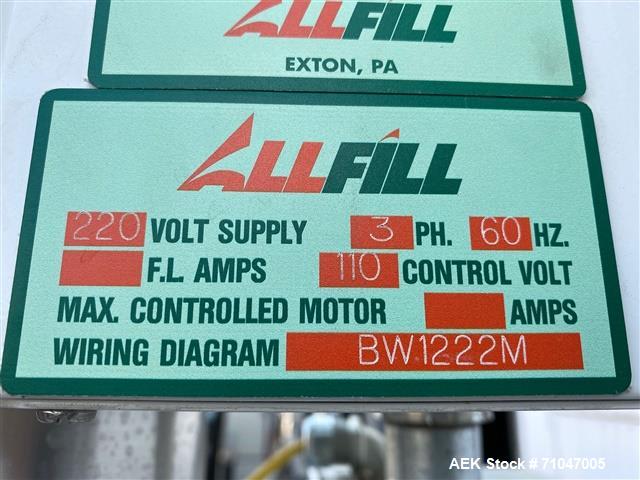 ALLFILL
EXTON, PA
ALLFILL
220 VOLT SUPPLY 3 PH. 60 HZ.
F.L. AMPS 110 CONTROL VOLT
MAX. CONTROLLED MOTOR AMPS
WIRING DIAGRAM BW1222M
AEK Stock #71047005